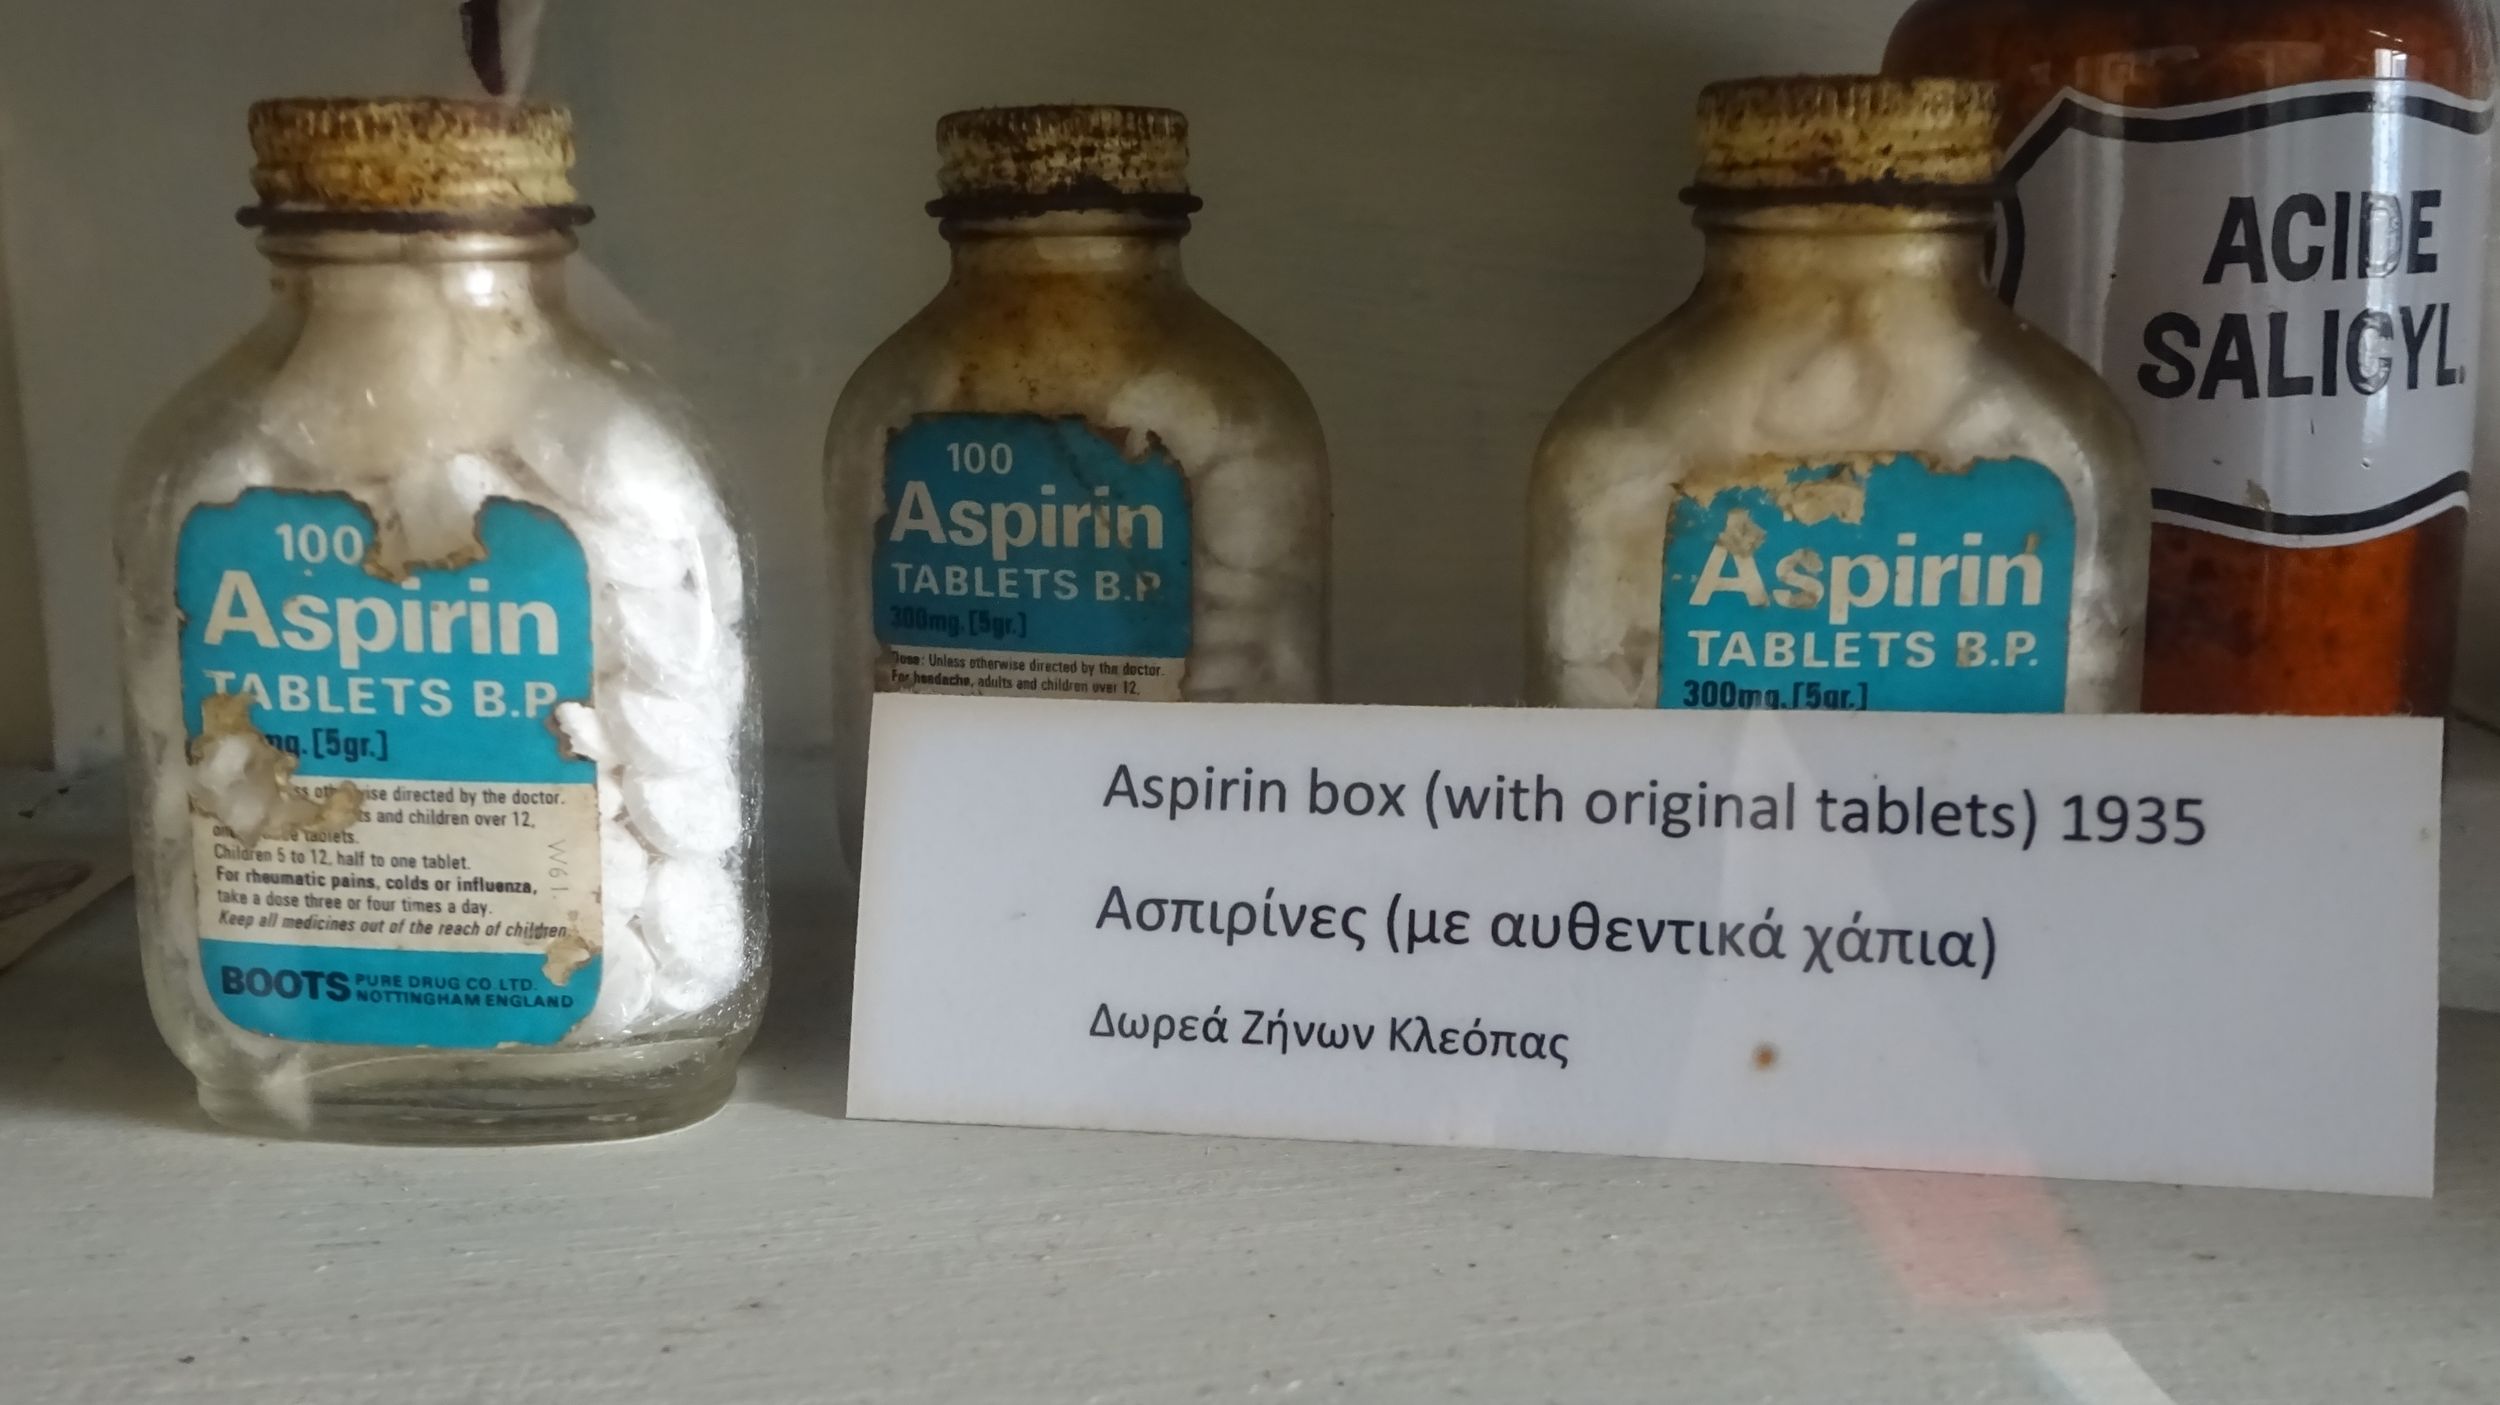 100
Aspirin
TABLETS B.P.
[5gr.]
directed by the doctor.
and children over 12,
tablets.
Children 5 to 12, half to one tablet.
For rheumatic pains, colds or influenza,
take a dose three or four times a day.
Keep all medicines out of the reach of children.
W61
BOOTS PURE DRUG CO. LTD.
NOTTINGHAM ENGLAND
100
Aspirin
TABLETS B.P.
300mg. [5gr.]
Dose: Unless otherwise directed by the doctor.
For headache, adults and children over 12,
Aspirin
TABLETS B.P.
300mg. [5gr.]
ACIDE
SALICYL.
Aspirin box (with original tablets) 1935
Ασπιρίνες (με αυθεντικά χάπια)
Δωρεά Ζήνων Κλεόπας